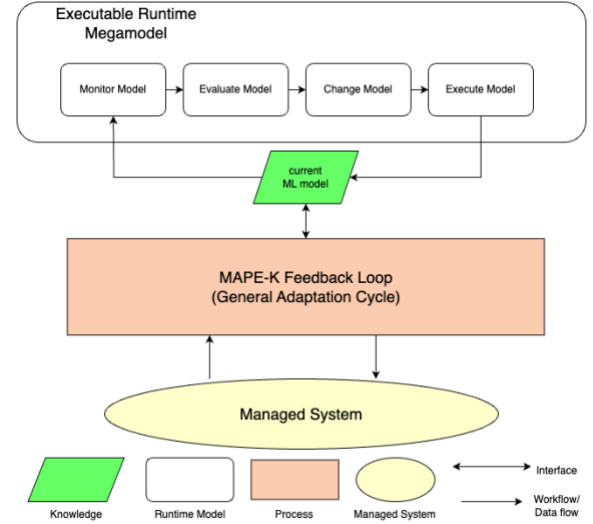 Executable Runtime
Megamodel
Monitor Model
Evaluate Model
Change Model
Execute Model
current
ML model
MAPE-K Feedback Loop
(General Adaptation Cycle)
Managed System
Knowledge
Runtime Model
Process
Managed System
Interface
Workflow/
Data flow